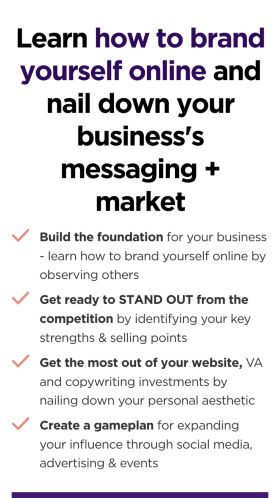 Learn how to brand
yourself online and
nail down your
business's
messaging +
market
Build the foundation for your business
- learn how to brand yourself online by
observing others
Get ready to STAND OUT from the
competition by identifying your key
strengths & selling points
Get the most out of your website, VA
and copywriting investments by
nailing down your personal aesthetic
Create a gameplan for expanding
your influence through social media,
advertising & events